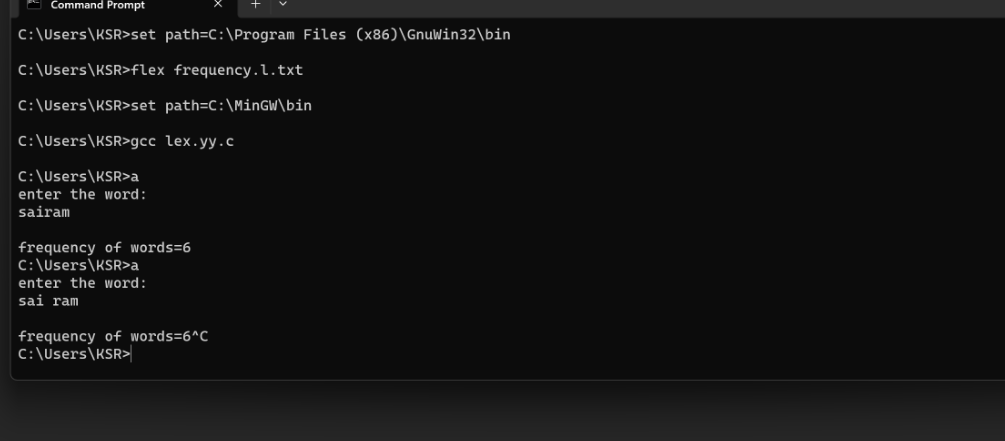 Command Prompt
C:\Users\KSR>set path=C:\Program Files (x86)\GnuWin32\bin
C:\Users\KSR>flex frequency.l.txt
C:\Users\KSR>set path=C:\MinGW\bin
C:\Users\KSR>gcc lex.yy.c
C:\Users\KSR>a
enter the word:
sairam
frequency of words=6
C:\Users\KSR>a
enter the word:
sai ram
frequency of words=6^C
C:\Users\KSR>